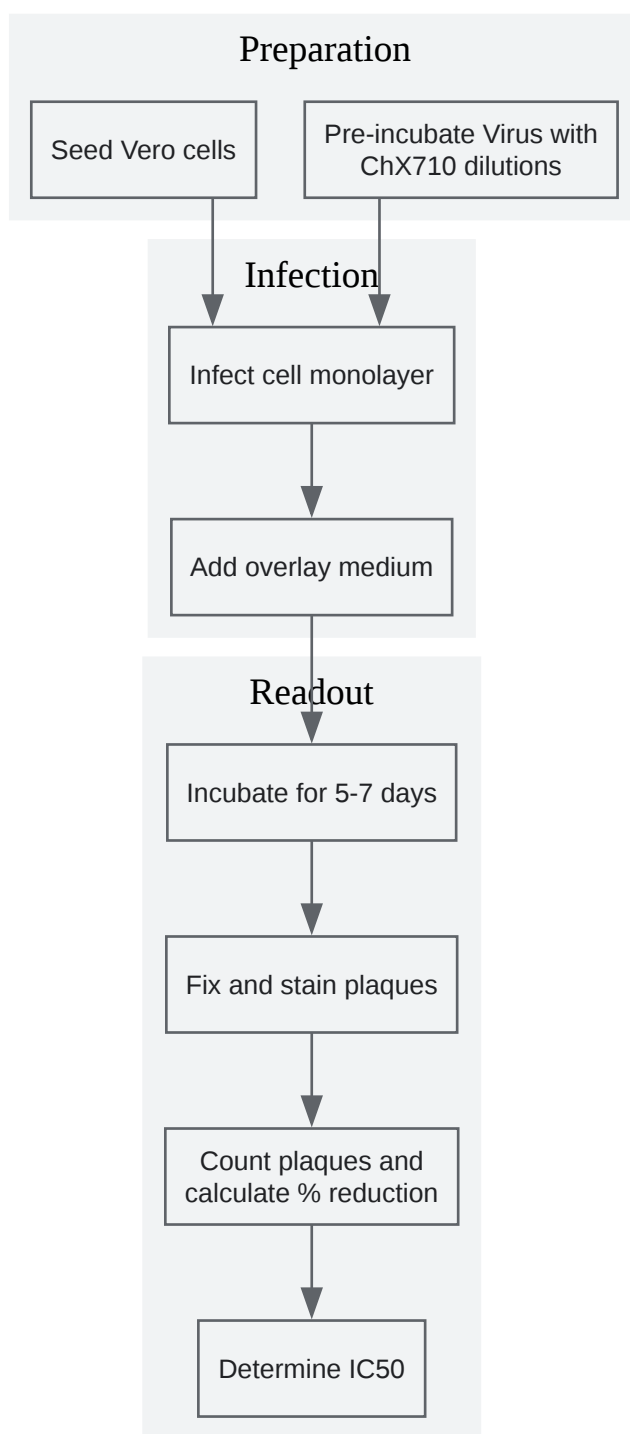 Preparation
Seed Vero cells
Pre-incubate Virus with
ChX710 dilutions
Infection
Infect cell monolayer
Add overlay medium
Readout
Incubate for 5-7 days
Fix and stain plaques
Count plaques and
calculate % reduction
Determine IC50